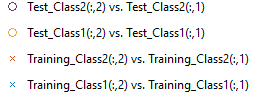 Test_Class2(:,2) vs. Test_Class2(:,1)
Test_Class1(:,2) vs. Test_Class1(:,1)
Training_Class2(:,2) vs. Training_Class2(:,1)
Training_Class1(:,2) vs. Training_Class1(:,1)